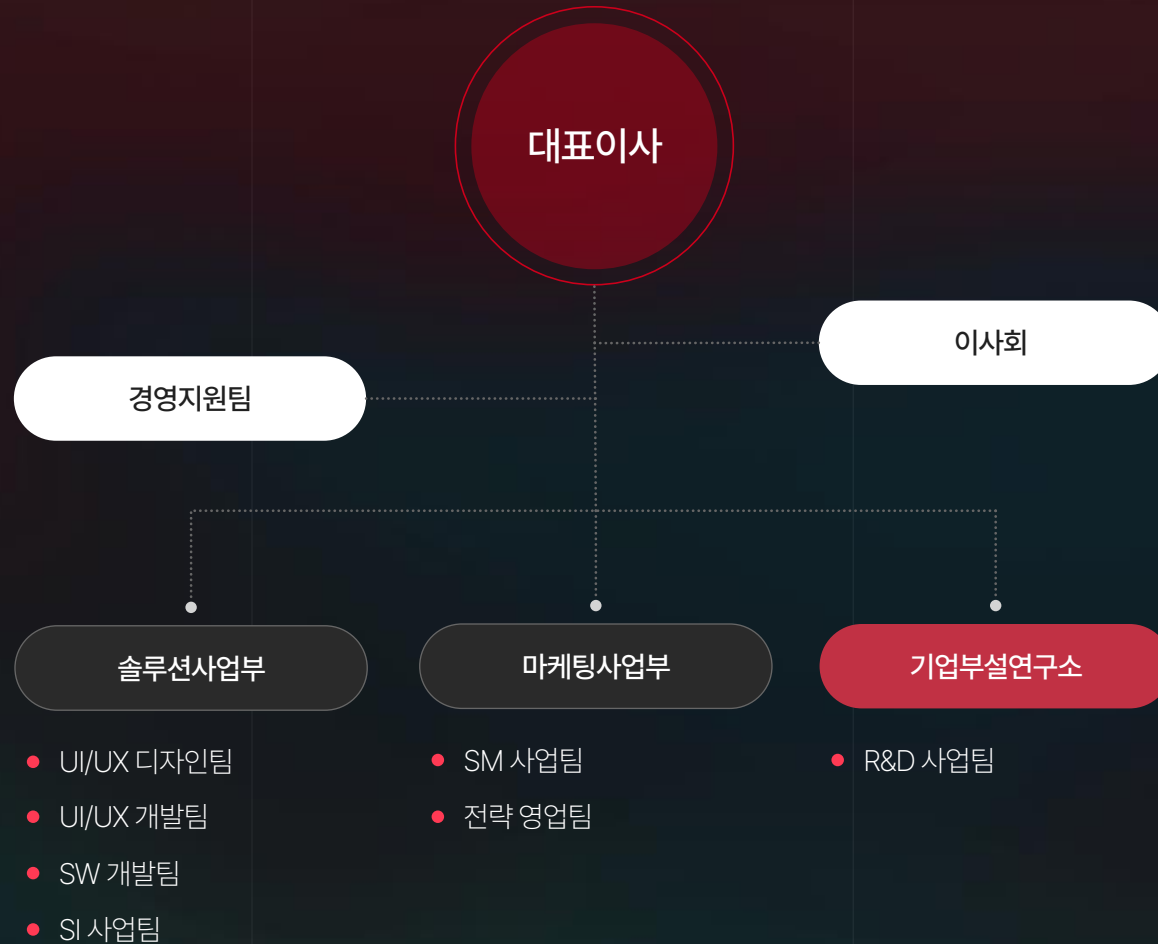 대표이사
이사회
경영지원팀
솔루션사업부
마케팅사업부
기업부설연구소
UI/UX 디자인팀
UI/UX 개발팀
SW 개발팀
SI 사업팀
SM 사업팀
전략 영업팀
R&D 사업팀